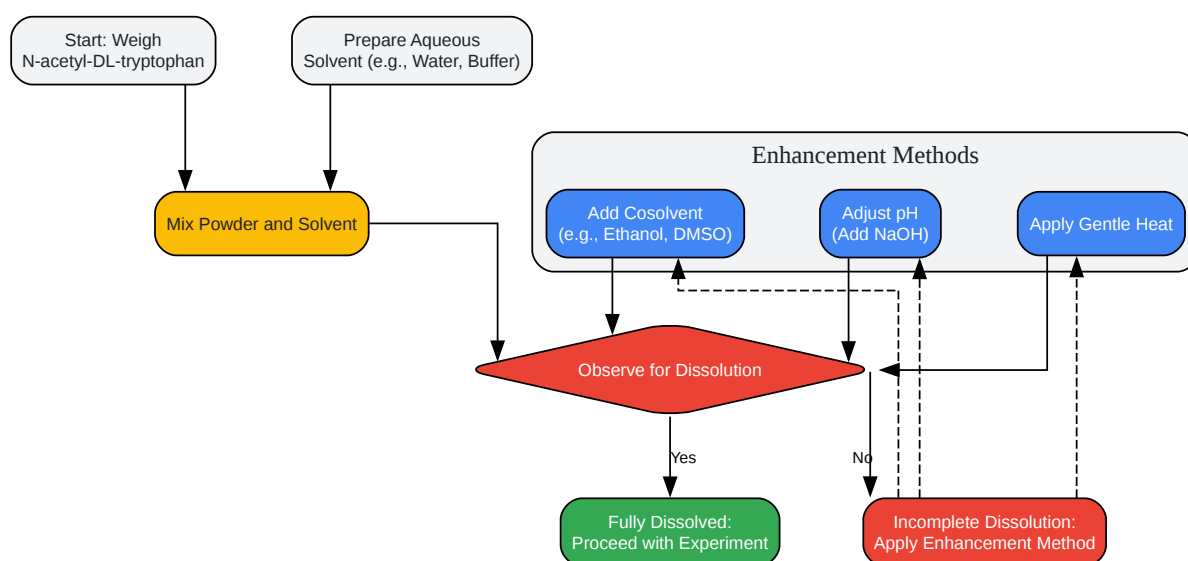 Start: Weigh
N-acetyl-DL-tryptophan
Prepare Aqueous
Solvent (e.g., Water, Buffer)
Enhancement Methods
Mix Powder and Solvent
Add Cosolvent
(e.g., Ethanol, DMSO)
Adjust pH
(Add NaOH)
Apply Gentle Heat
Observe for Dissolution
Yes
No
Fully Dissolved:
Proceed with Experiment
Incomplete Dissolution:
Apply Enhancement Method